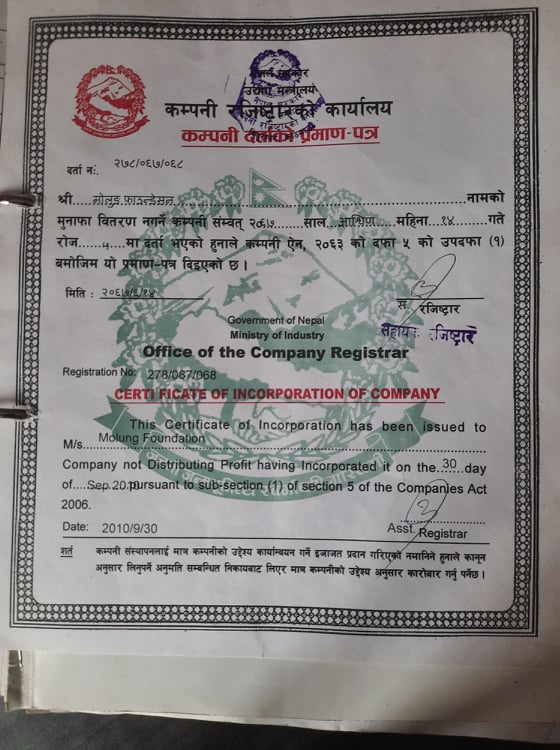 नेपाल सरकार
उद्योग मन्त्रालय
कम्पनी रजिष्ट्रारको कार्यालय
कम्पनी दर्ताको प्रमाण-पत्र
दर्ता नं: २७८/०६७/०६८
श्री....मोलुङ फाउन्डेसन....नामको
मुनाफा वितरण नगर्ने कम्पनी संम्वत् २०६७ साल...आश्विण...महिना...१४...गते
रोज....५....मा दर्ता भएको हुनाले कम्पनी ऐन, २०६३ को दफा ५ को उपदफा (१)
बमोजिम यो प्रमाण-पत्र दिइएको छ ।
मिति : २०६७/६/१४
स. रजिष्ट्रार
सहायक रजिष्ट्रार
Government of Nepal
Ministry of Industry
Office of the Company Registrar
Registration No: 278/067/068
CERTI FICATE OF INCORPORATION OF COMPANY
This Certificate of Incorporation has been issued to
M/s Molung Foundation
Company not Distributing Profit having Incorporated it on the...30...day
of....Sep. 2010 pursuant to sub-section (1) of section 5 of the Companies Act
2006.
Date: 2010/9/30
Asst. Registrar
शर्त कम्पनी संस्थापनलाई मात्र कम्पनीको उद्देश्य कार्यान्वयन गर्ने इजाजत प्रदान गरिएको नमानिने हुनाले कानून
अनुसार लिनुपर्ने अनुमति सम्बन्धित निकायबाट लिएर मात्र कम्पनीको उद्देश्य अनुसार कारोबार गर्नु पर्नेछ ।